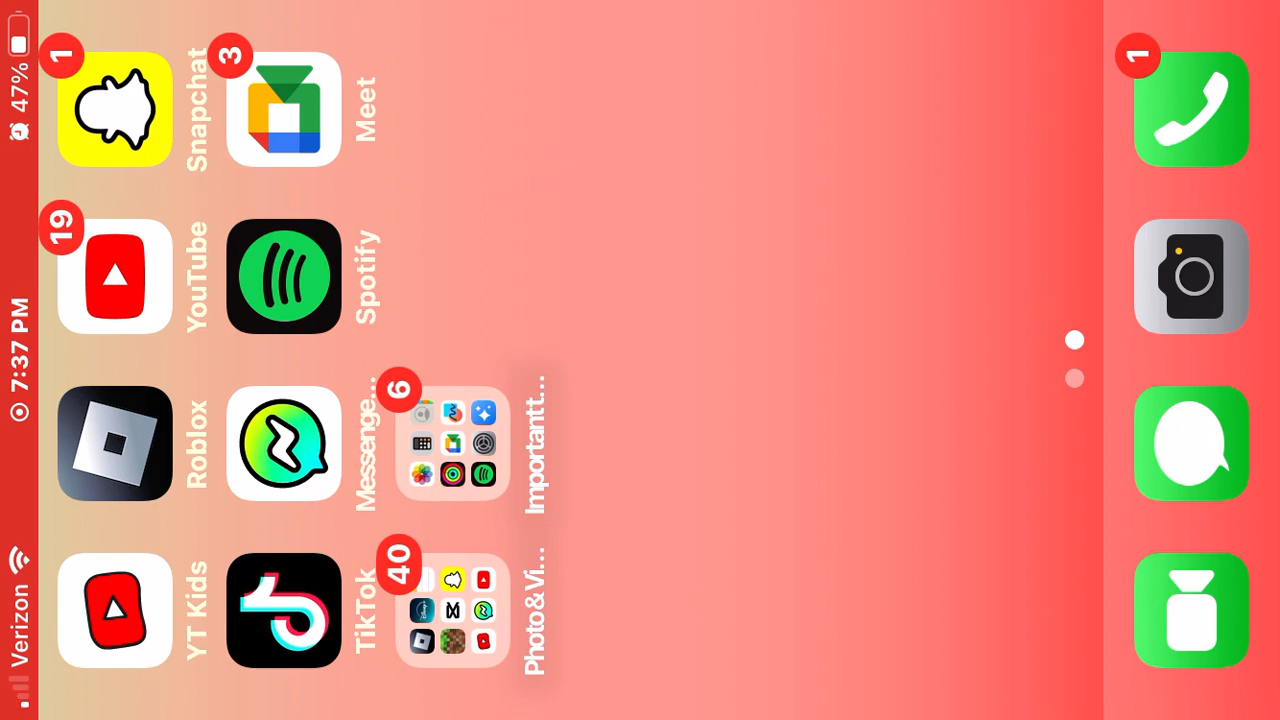 Verizon 7:37 PM 47%
19 1
YT Kids Roblox YouTube Snapchat
3
TikTok Messenge... Spotify Meet
40 6
Photo&Vi... Importantt...
1